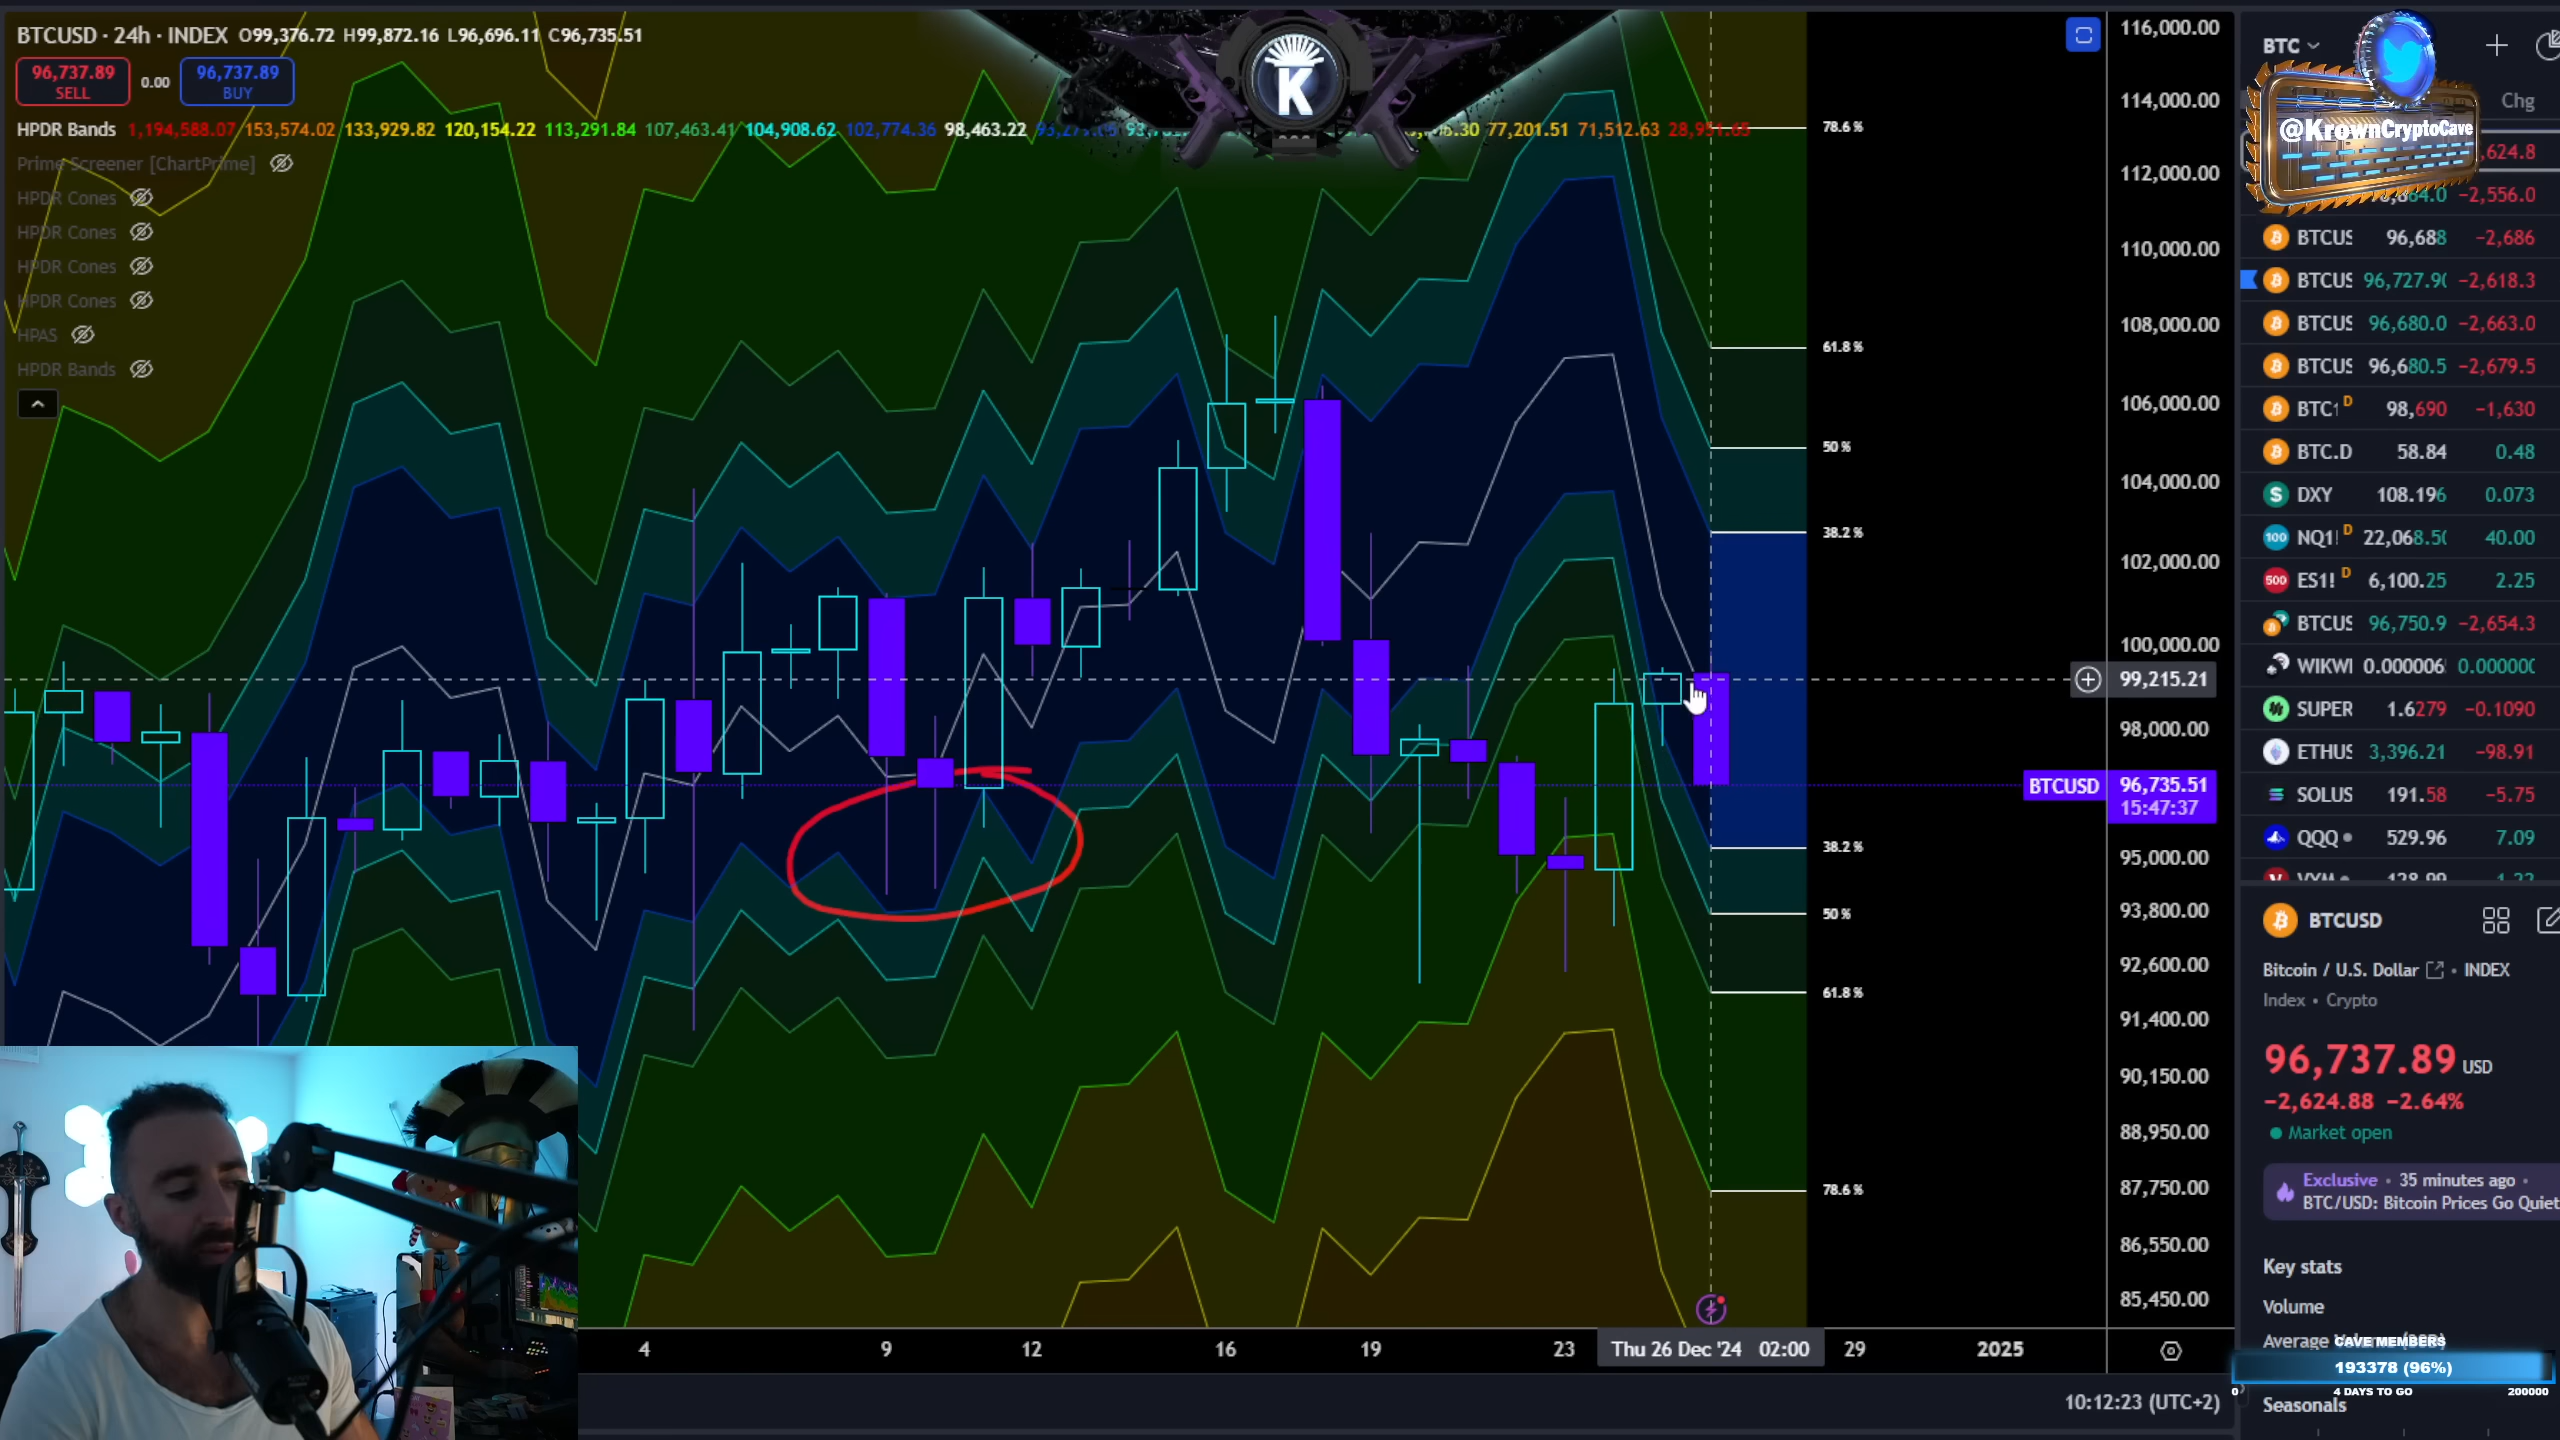 BTCUSD · 24h · INDEX O99,376.72 H99,872.16 L96,696.11 C96,735.51
96,737.89 SELL 0.00 96,737.89 BUY
HPDR Bands 1,194,588.07 153,574.02 133,929.82 120,154.22 113,291.84 107,463.41 104,908.62 102,774.36 98,463.22 77,201.51 71,512.63 28,951.65
Prime Screener [ChartPrime]
HPDR Cones
HPDR Cones
HPDR Cones
HPDR Cones
HPAS
HPDR Bands
K
78.6%
61.8%
50%
38.2%
38.2%
50%
61.8%
78.6%
116,000.00
114,000.00
112,000.00
110,000.00
108,000.00
106,000.00
104,000.00
102,000.00
100,000.00
99,215.21
98,000.00
BTCUSD 96,735.51
15:47:37
95,000.00
93,800.00
92,600.00
91,400.00
90,150.00
88,950.00
87,750.00
86,550.00
85,450.00
4 9 12 16 19 23 Thu 26 Dec '24 02:00 29 2025
10:12:23 (UTC+2)
BTC
Chg
@KrownCryptoCave
−2,556.0
BTCUS 96,688 −2,686
BTCUS 96,727.9 −2,618.3
BTCUS 96,680.0 −2,663.0
BTCUS 96,680.5 −2,679.5
BTC1 D 98,690 −1,630
BTC.D 58.84 0.48
DXY 108.196 0.073
NQ1! D 22,068.5 40.00
ES1! D 6,100.25 2.25
BTCUS 96,750.9 −2,654.3
WIKWI 0.000006 0.00000
SUPER 1.6279 −0.1090
ETHUS 3,396.21 −98.91
SOLUS 191.58 −5.75
QQQ 529.96 7.09
BTCUSD
Bitcoin / U.S. Dollar • INDEX
Index • Crypto
96,737.89 USD
−2,624.88 −2.64%
Market open
Exclusive • 35 minutes ago •
BTC/USD: Bitcoin Prices Go Quiet
Key stats
Volume
Average
CAVE MEMBERS
193378 (96%)
0 4 DAYS TO GO 200000
Seasonals